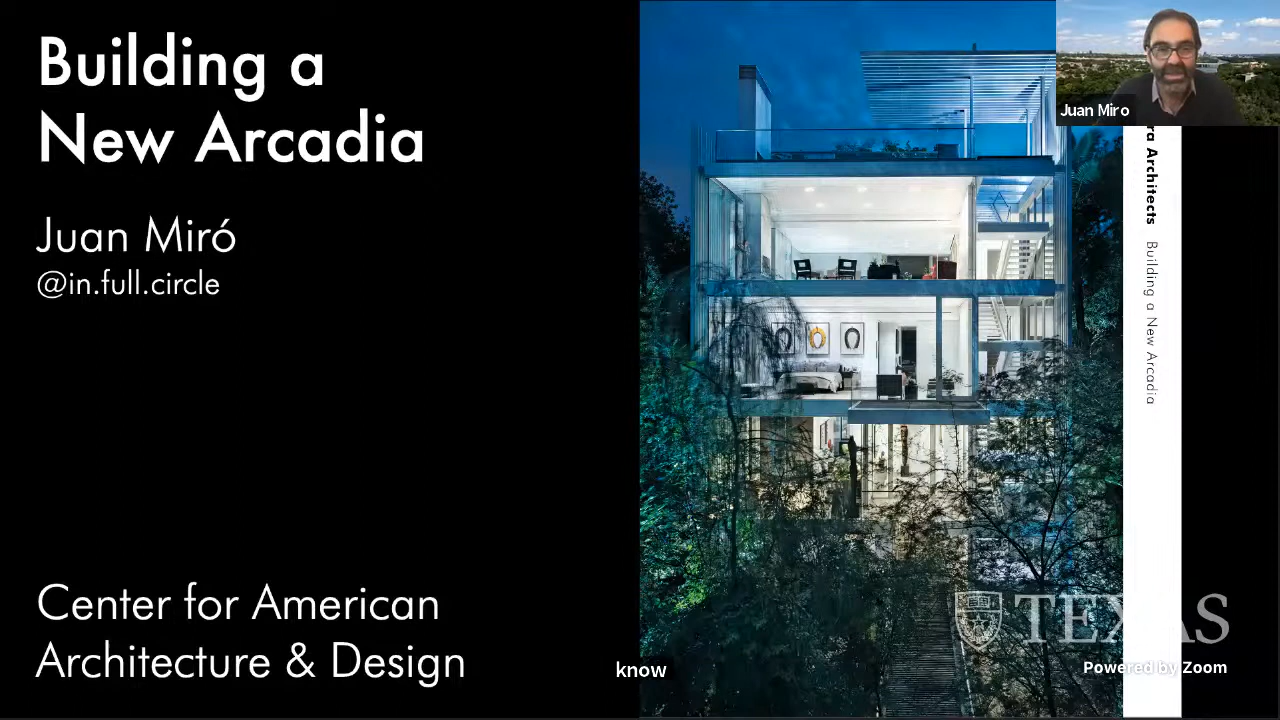 Building a
New Arcadia
Juan Miró
@in.full.circle
Center for American
Architecture & Design
know
Juan Miro
Architects Building a New Arcadia
TEXAS
Powered by Zoom